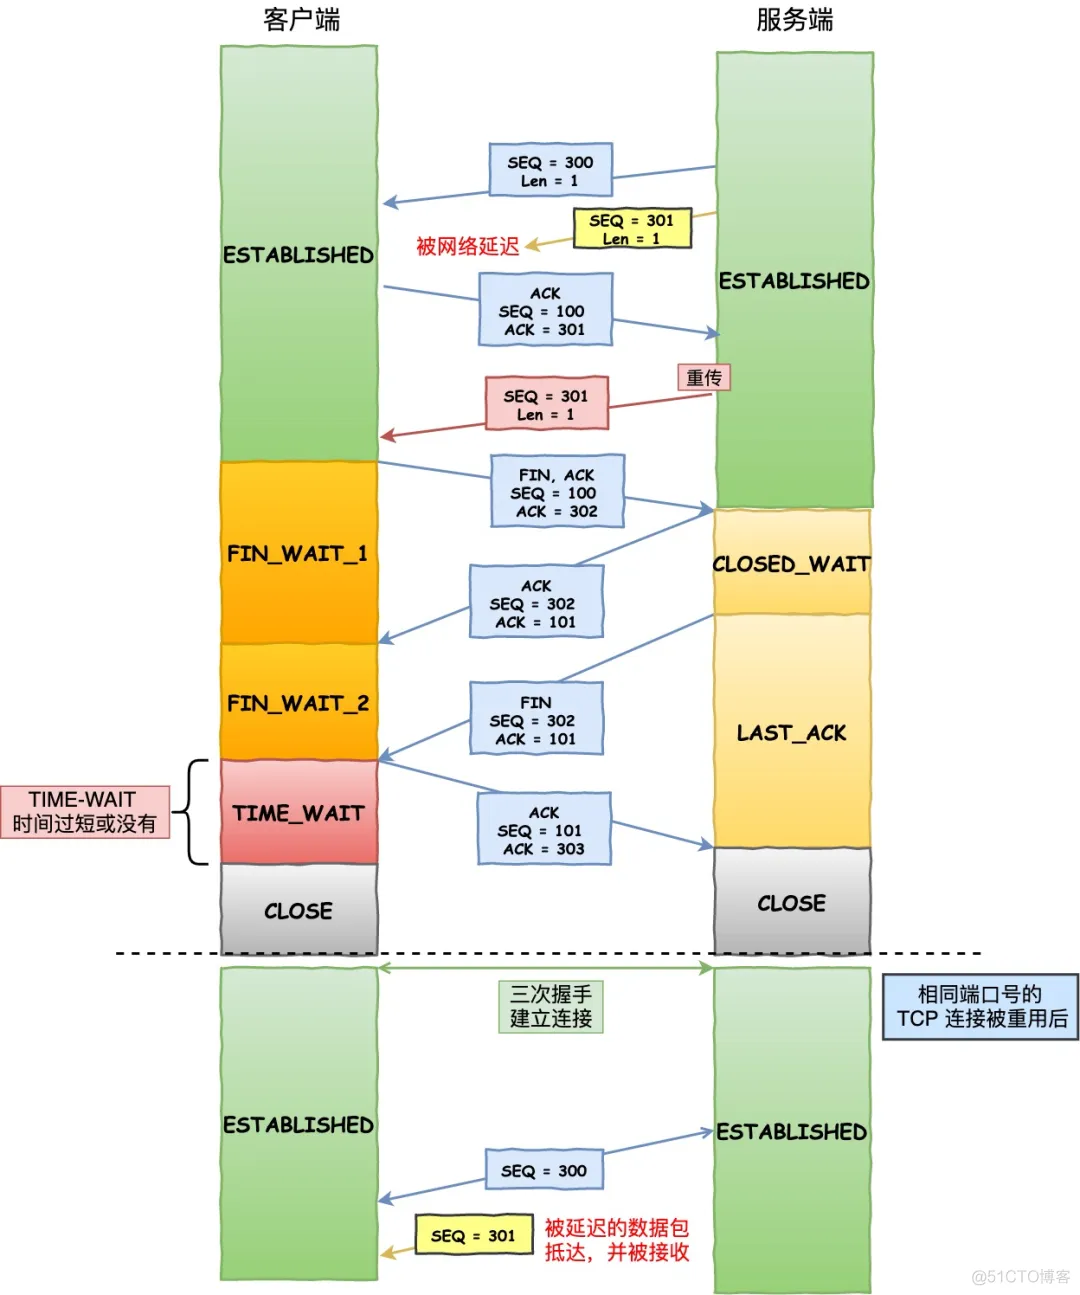 客户端
服务端
SEQ = 300
Len = 1
SEQ = 301
Len = 1
被网络延迟
ESTABLISHED
ESTABLISHED
ACK
SEQ = 100
ACK = 301
重传
SEQ = 301
Len = 1
FIN, ACK
SEQ = 100
ACK = 302
FIN_WAIT_1
CLOSED_WAIT
ACK
SEQ = 302
ACK = 101
FIN_WAIT_2
FIN
SEQ = 302
ACK = 101
LAST_ACK
TIME-WAIT
时间过短或没有
TIME_WAIT
ACK
SEQ = 101
ACK = 303
CLOSE
CLOSE
三次握手
建立连接
相同端口号的
TCP 连接被重用后
ESTABLISHED
ESTABLISHED
SEQ = 300
SEQ = 301
被延迟的数据包
抵达，并被接收
@51CTO博客